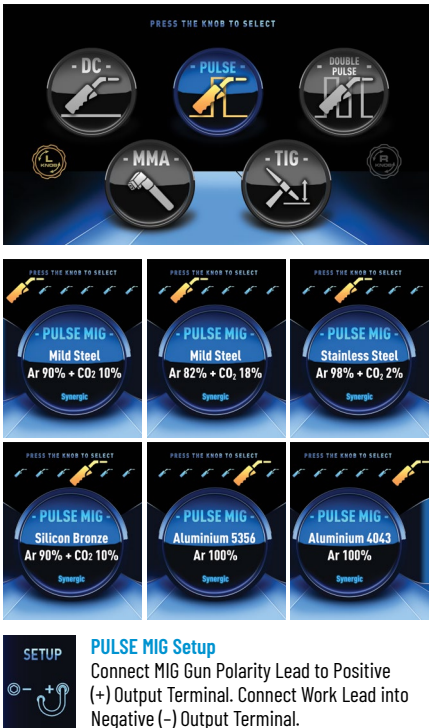 PRESS THE KNOB TO SELECT
- DC -
- PULSE -
- DOUBLE
PULSE -
L
KNOB
- MMA -
- TIG -
R
KNOB
PRESS THE KNOB TO SELECT
- PULSE MIG -
Mild Steel
Ar 90% + CO2 10%
Synergic
PRESS THE KNOB TO SELECT
- PULSE MIG -
Mild Steel
Ar 82% + CO₂ 18%
Synergic
PRESS THE KNOB TO SELECT
- PULSE MIG -
Stainless Steel
Ar 98% + CO₂ 2%
Synergic
PRESS THE KNOB TO SELECT
- PULSE MIG -
Silicon Bronze
Ar 90% + CO2 10%
Synergic
PRESS THE KNOB TO SELECT
- PULSE MIG -
Aluminium 5356
Ar 100%
Synergic
PRESS THE KNOB TO SELECT
- PULSE MIG -
Aluminium 4043
Ar 100%
Synergic
SETUP
- +
PULSE MIG Setup
Connect MIG Gun Polarity Lead to Positive
(+) Output Terminal. Connect Work Lead into
Negative (-) Output Terminal.